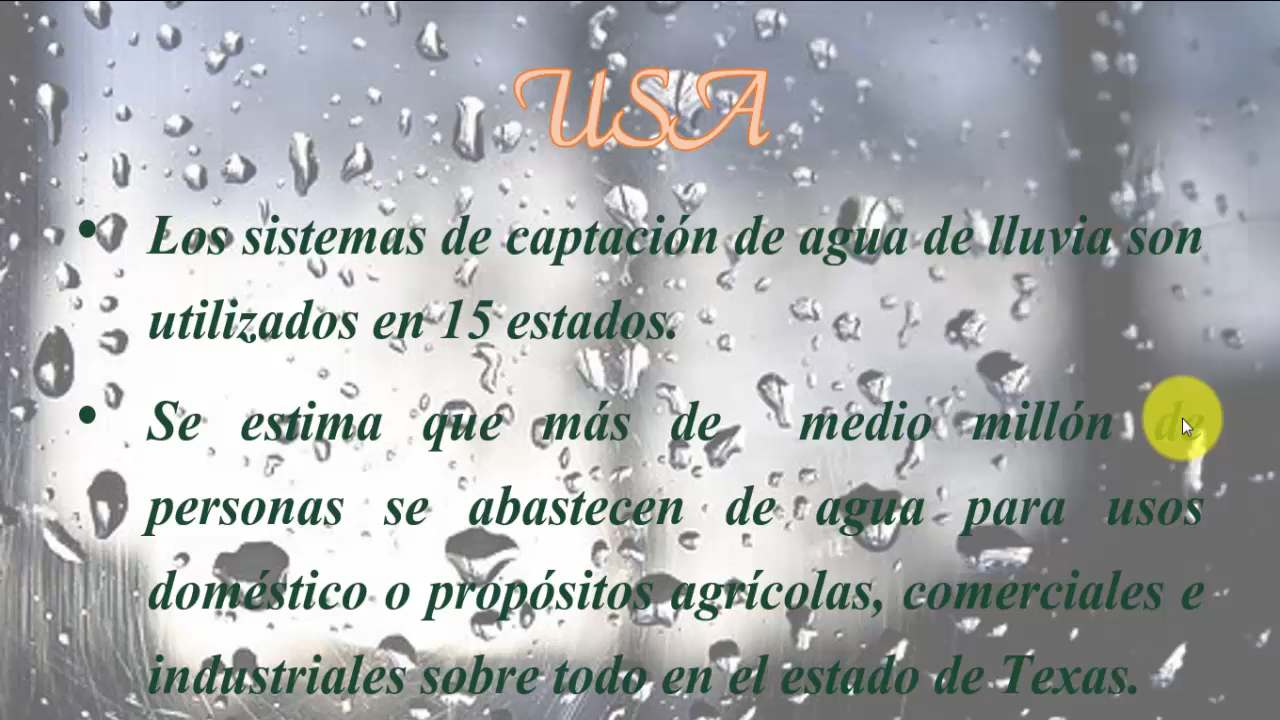 USA
• Los sistemas de captación de agua de lluvia son
utilizados en 15 estados.
• Se estima que más de medio millón de
personas se abastecen de agua para usos
doméstico o propósitos agrícolas, comerciales e
industriales sobre todo en el estado de Texas.